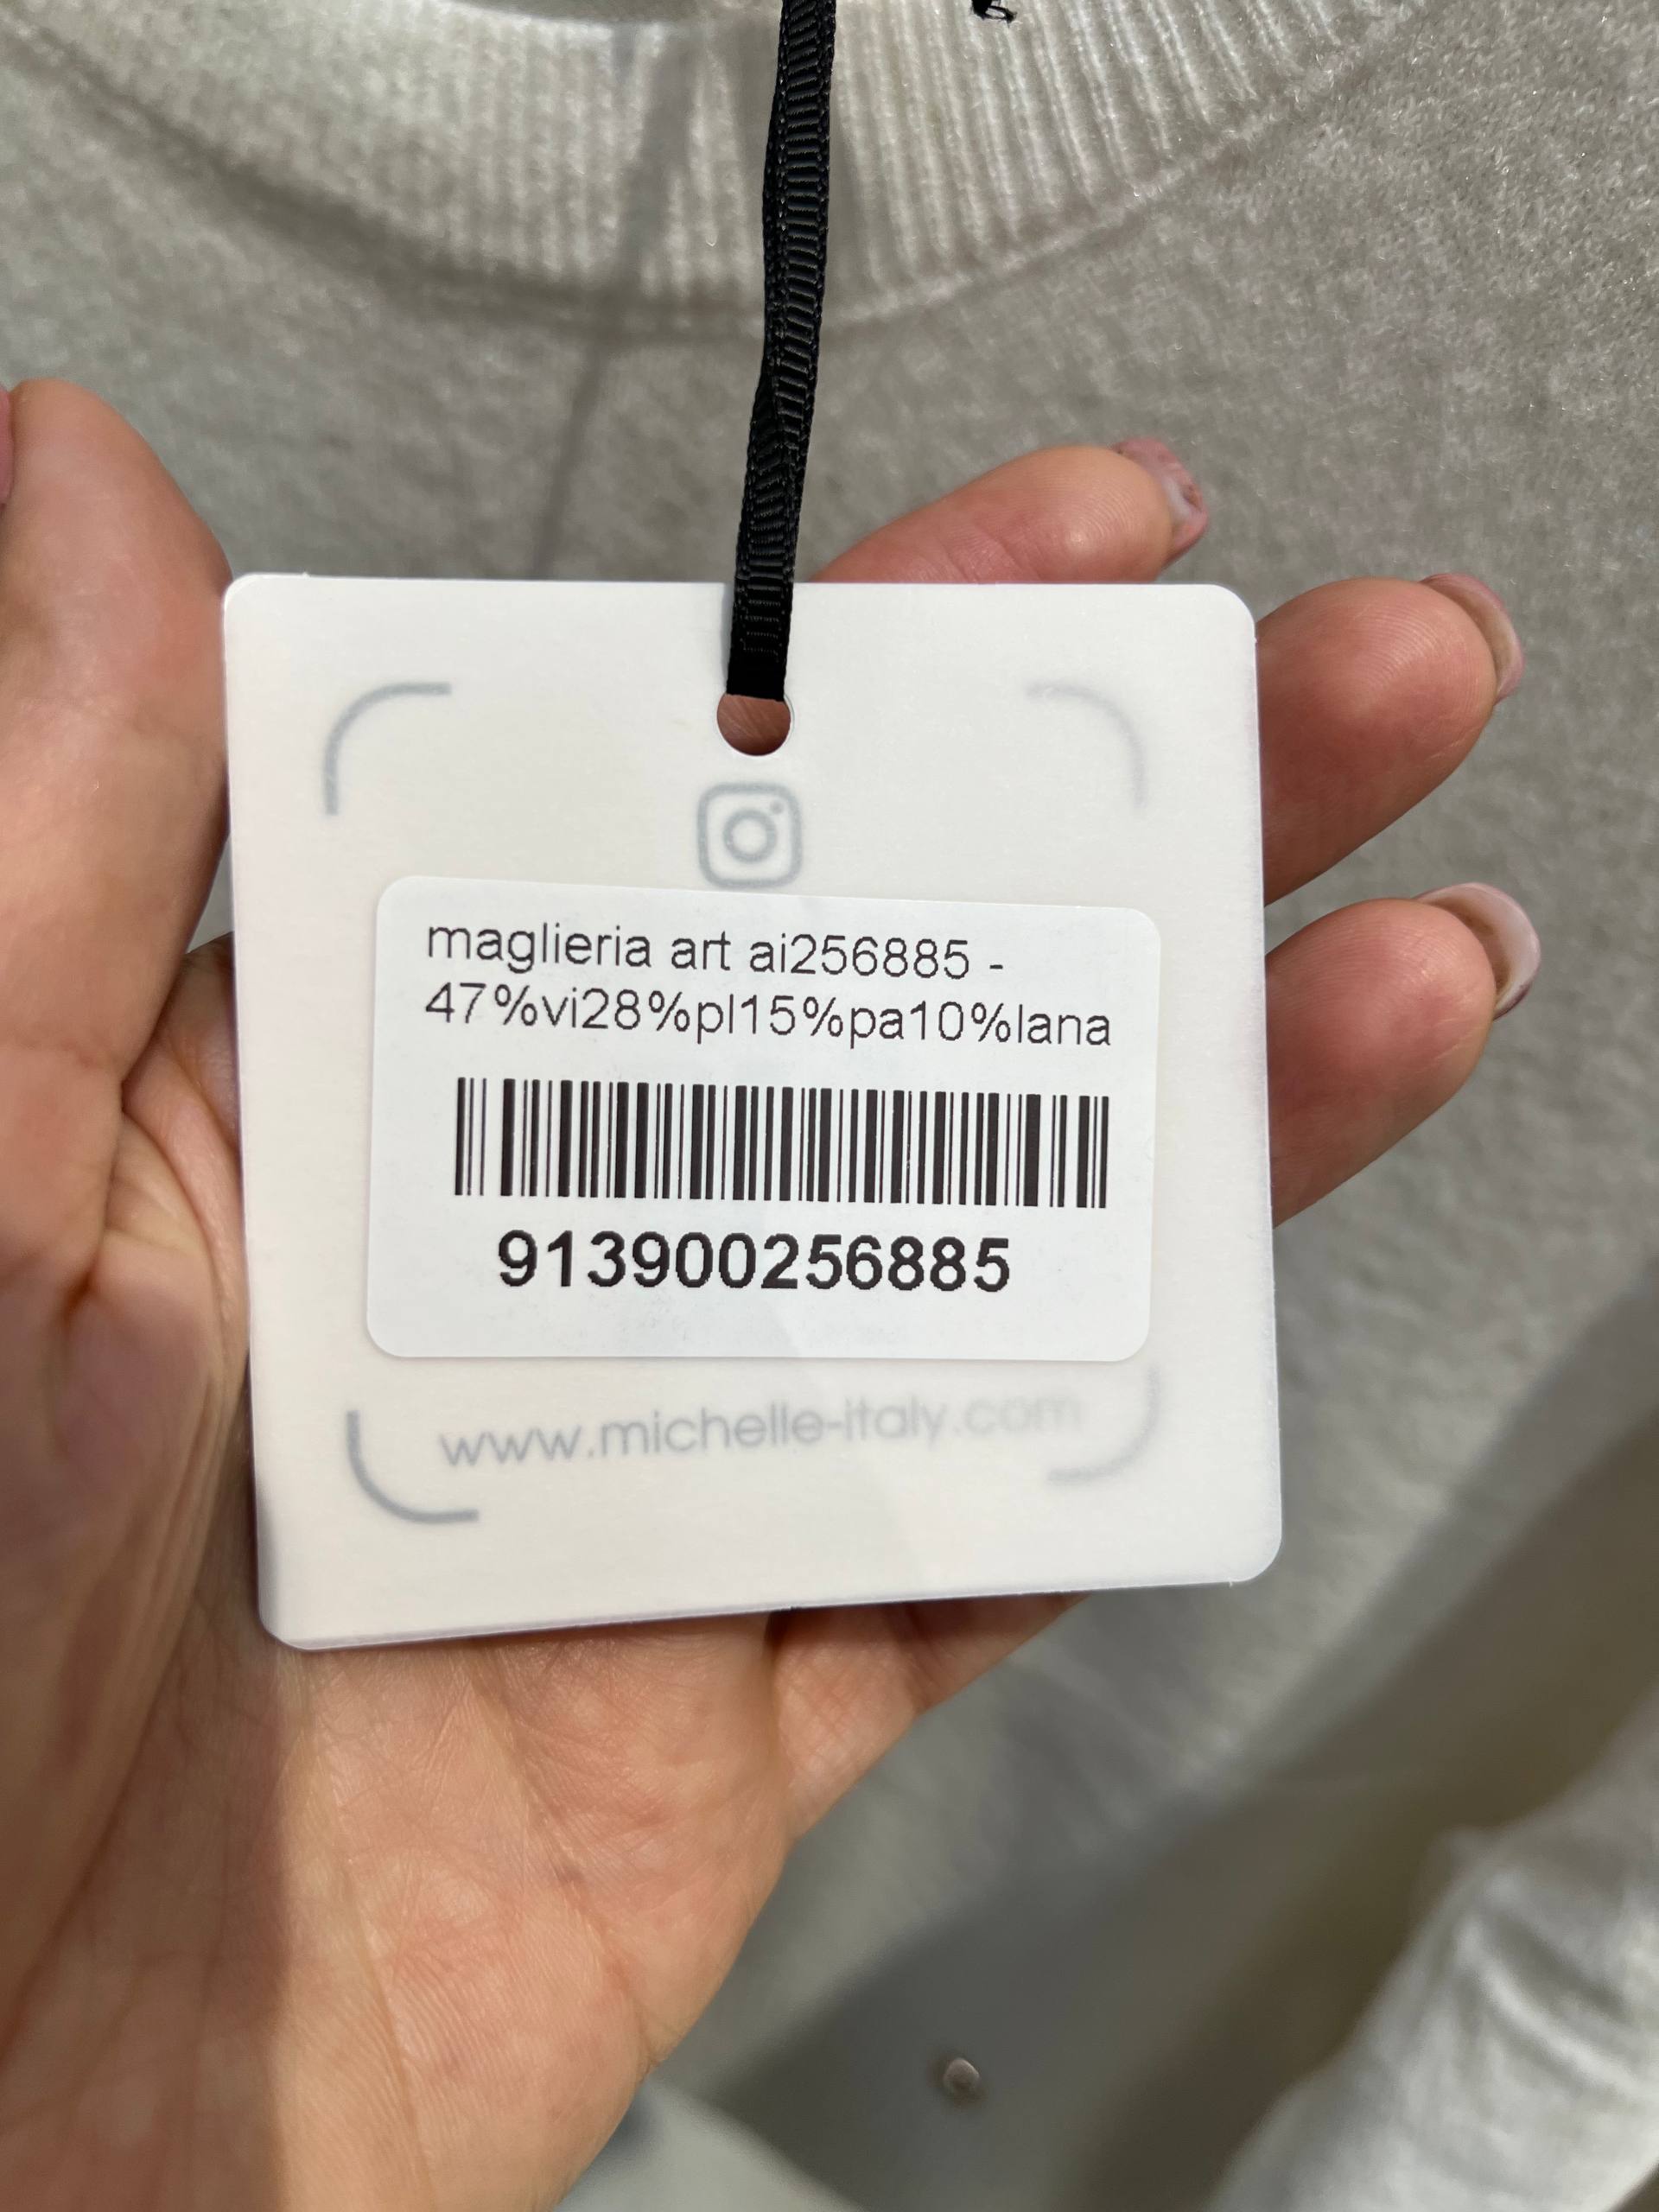 maglieria art ai256885 -
47%vi28%pl15%pa10%lana
913900256885
www.michelle-italy.com